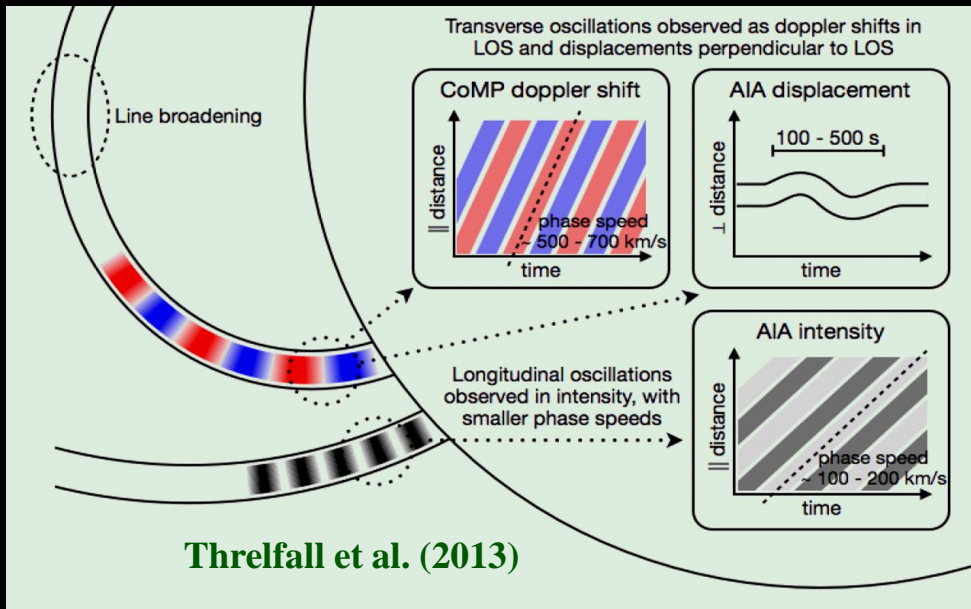 Transverse oscillations observed as doppler shifts in
LOS and displacements perpendicular to LOS
Line broadening
CoMP doppler shift
|| distance
phase speed
~ 500 - 700 km/s
time
AIA displacement
100 - 500 s
⊥ distance
time
Longitudinal oscillations
observed in intensity, with
smaller phase speeds
AIA intensity
|| distance
phase speed
~ 100 - 200 km/s
time
Threlfall et al. (2013)